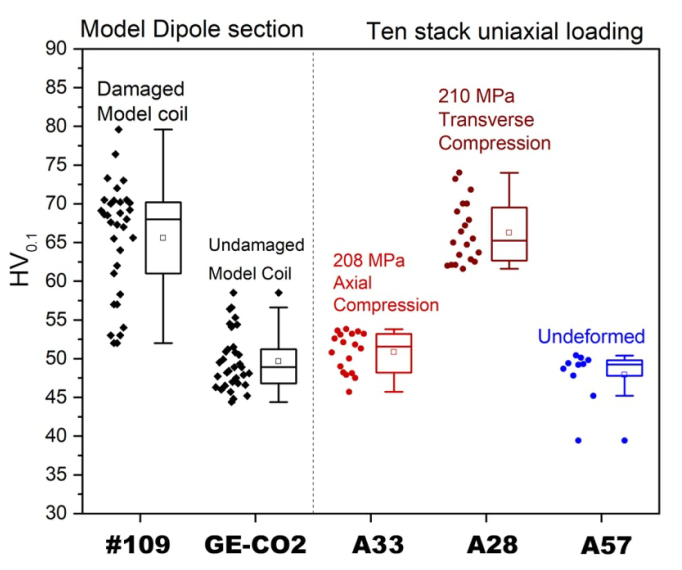 Model Dipole section
Ten stack uniaxial loading
90
85
80
75
70
65
60
55
50
45
40
35
30
HV0.1
Damaged
Model coil
Undamaged
Model Coil
208 MPa
Axial
Compression
210 MPa
Transverse
Compression
Undeformed
#109
GE-CO2
A33
A28
A57